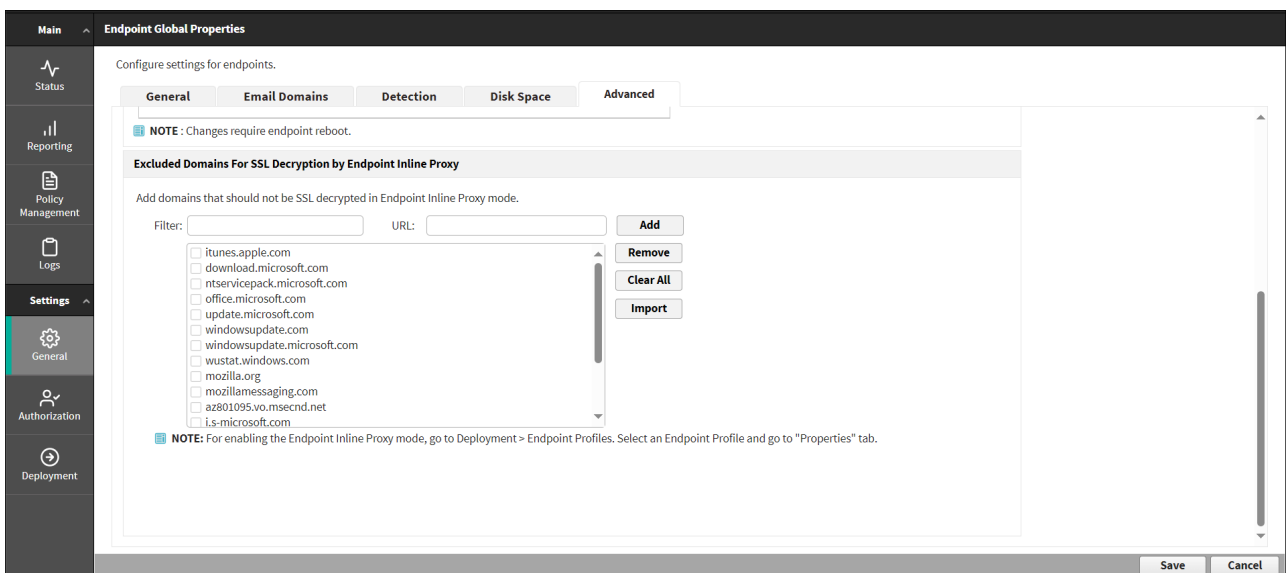 Main
Endpoint Global Properties
Status
Reporting
Policy
Management
Logs
Settings
General
Authorization
Deployment
Configure settings for endpoints.
General Email Domains Detection Disk Space Advanced
NOTE : Changes require endpoint reboot.
Excluded Domains For SSL Decryption by Endpoint Inline Proxy
Add domains that should not be SSL decrypted in Endpoint Inline Proxy mode.
Filter: URL: Add
itunes.apple.com
download.microsoft.com
ntservicepack.microsoft.com
office.microsoft.com
update.microsoft.com
windowsupdate.com
windowsupdate.microsoft.com
wustat.windows.com
mozilla.org
mozillamessaging.com
az801095.vo.msecnd.net
i.s-microsoft.com
Remove
Clear All
Import
NOTE: For enabling the Endpoint Inline Proxy mode, go to Deployment > Endpoint Profiles. Select an Endpoint Profile and go to "Properties" tab.
Save Cancel